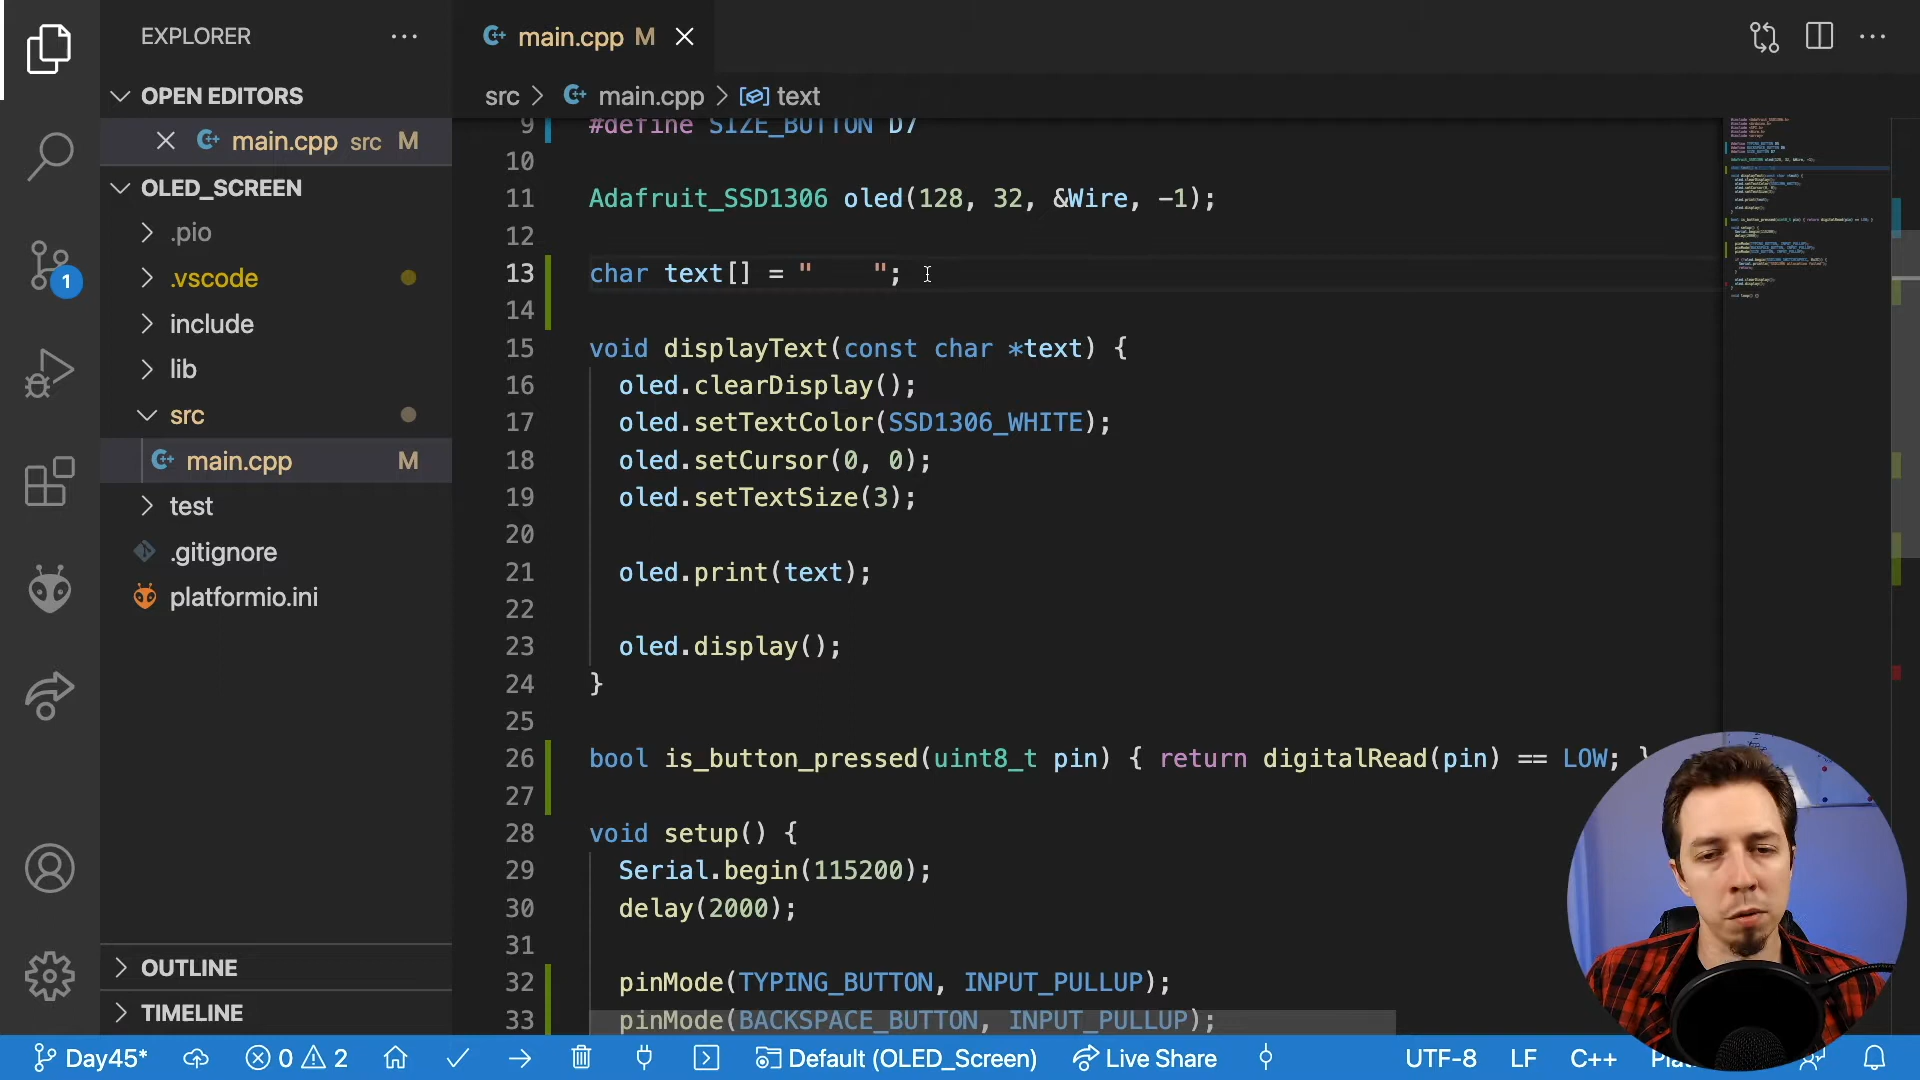 EXPLORER
OPEN EDITORS
main.cpp src M
OLED_SCREEN
.pio
.vscode
include
lib
src
main.cpp M
test
.gitignore
platformio.ini
OUTLINE
TIMELINE
1
main.cpp M
src > main.cpp > text
9 #define SIZE_BUTTON D7
10
11 Adafruit_SSD1306 oled(128, 32, &Wire, -1);
12
13 char text[] = "    ";
14
15 void displayText(const char *text) {
16 oled.clearDisplay();
17 oled.setTextColor(SSD1306_WHITE);
18 oled.setCursor(0, 0);
19 oled.setTextSize(3);
20
21 oled.print(text);
22
23 oled.display();
24 }
25
26 bool is_button_pressed(uint8_t pin) { return digitalRead(pin) == LOW; }
27
28 void setup() {
29 Serial.begin(115200);
30 delay(2000);
31
32 pinMode(TYPING_BUTTON, INPUT_PULLUP);
33 pinMode(BACKSPACE_BUTTON, INPUT_PULLUP);
Day45* 0 2 Default (OLED_Screen) Live Share UTF-8 LF C++